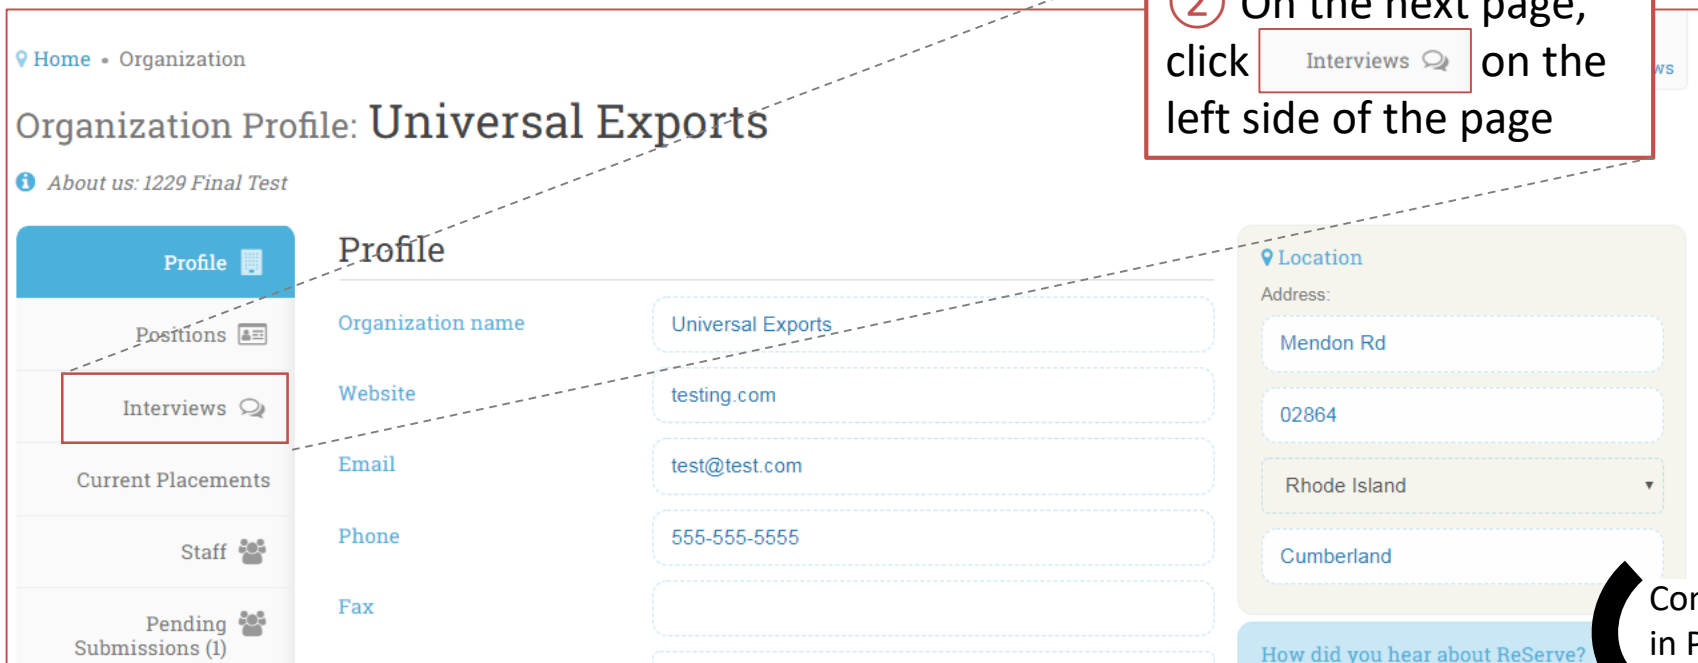 ② On the next page,
click Interviews on the
left side of the page
Home • Organization
Organization Profile: Universal Exports
About us: 1229 Final Test
Profile
Positions
Interviews
Current Placements
Staff
Pending
Submissions (1)
Profile
Organization name Universal Exports
Website testing.com
Email test@test.com
Phone 555-555-5555
Fax
Location
Address:
Mendon Rd
02864
Rhode Island
Cumberland
How did you hear about ReServe?
in